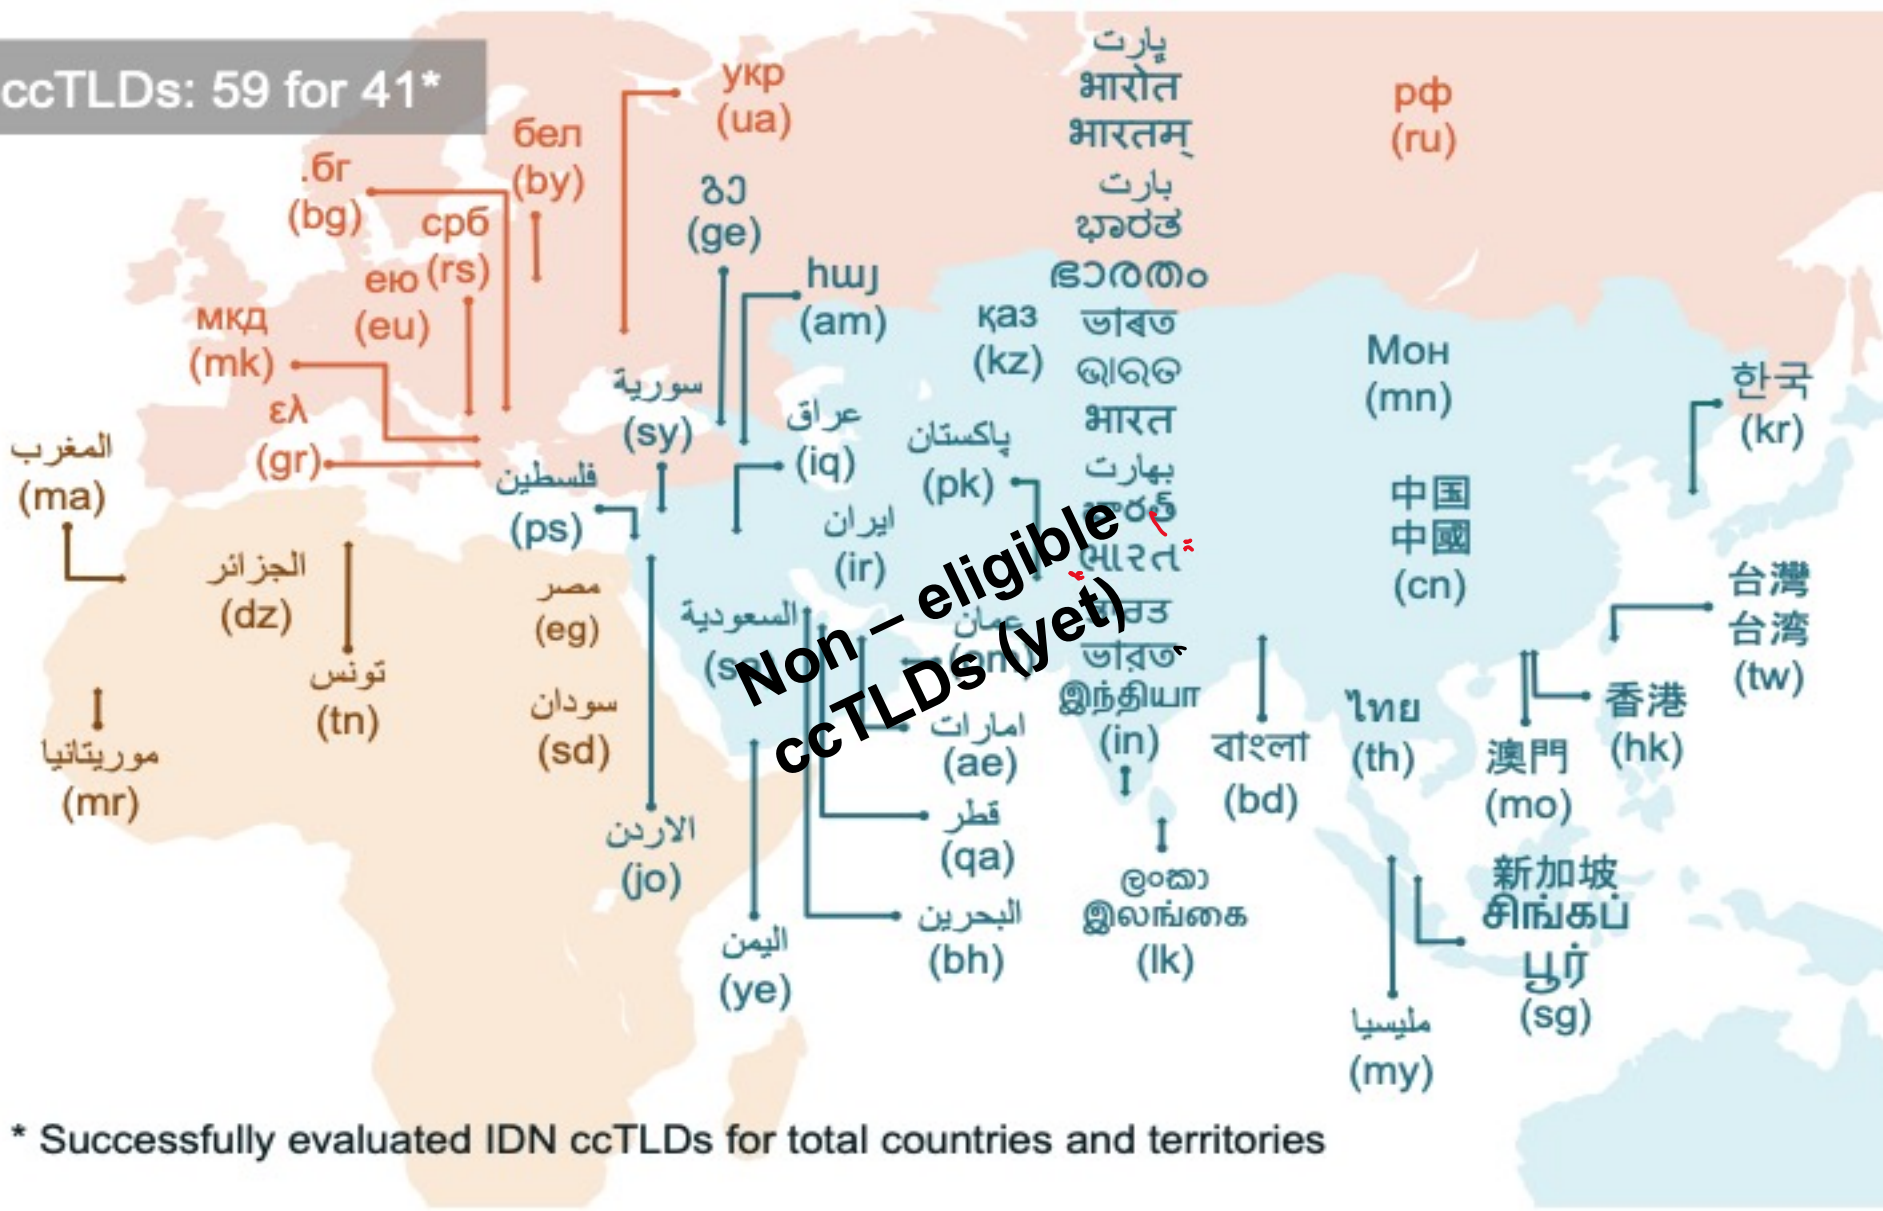 ccTLDs: 59 for 41*
укр
(ua)
бел
(by)
.бг
(bg)
срб
(rs)
ею
(eu)
мкд
(mk)
ελ
(gr)
рф
(ru)
გე
(ge)
հայ
(am)
қаз
(kz)
ڀارت
भारोत
भारतम्
بارت
ಭಾರತ
ഭാരതം
ভাৰত
ଭାରତ
भारत
بھارت
ભારત
ভারত
இந்தியா
(in)
Мон
(mn)
한국
(kr)
سورية
(sy)
عراق
(iq)
پاکستان
(pk)
فلسطين
(ps)
ایران
(ir)
中国
中國
(cn)
台灣
台湾
(tw)
المغرب
(ma)
الجزائر
(dz)
تونس
(tn)
مصر
(eg)
سودان
(sd)
موريتانيا
(mr)
السعودية
عمان
Non – eligible
ccTLDs (yet)
امارات
(ae)
قطر
(qa)
البحرين
(bh)
الاردن
(jo)
اليمن
(ye)
ලංකා
இலங்கை
(lk)
বাংলা
(bd)
ไทย
(th)
香港
(hk)
澳門
(mo)
新加坡
சிங்கப்
பூர்
(sg)
مليسيا
(my)
* Successfully evaluated IDN ccTLDs for total countries and territories